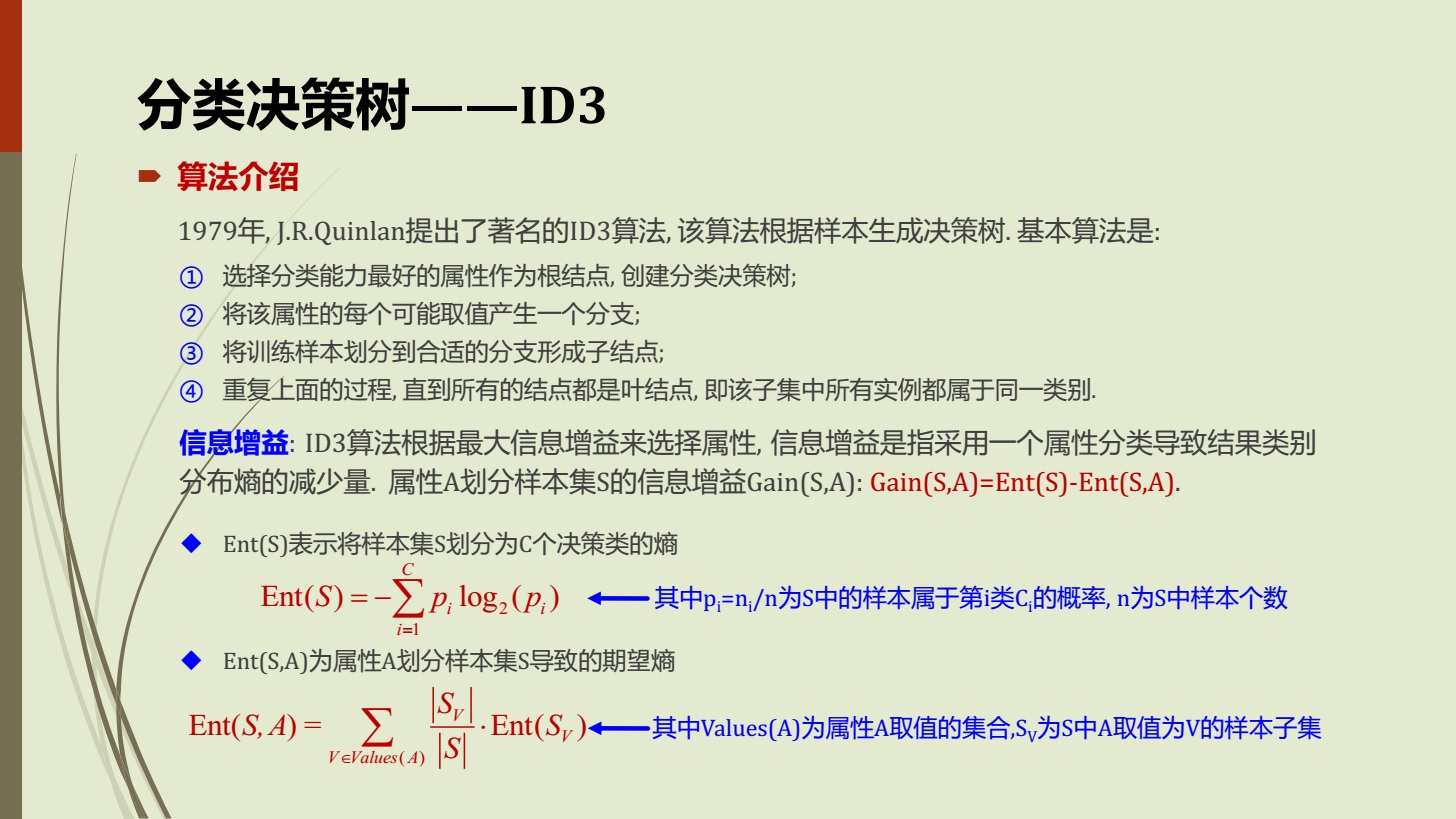 分类决策树——ID3
算法介绍
1979年, J.R.Quinlan提出了著名的ID3算法, 该算法根据样本生成决策树. 基本算法是:
① 选择分类能力最好的属性作为根结点, 创建分类决策树;
② 将该属性的每个可能取值产生一个分支;
③ 将训练样本划分到合适的分支形成子结点;
④ 重复上面的过程, 直到所有的结点都是叶结点, 即该子集中所有实例都属于同一类别.
信息增益: ID3算法根据最大信息增益来选择属性, 信息增益是指采用一个属性分类导致结果类别
分布熵的减少量. 属性A划分样本集S的信息增益Gain(S,A): Gain(S,A)=Ent(S)-Ent(S,A).
Ent(S)表示将样本集S划分为C个决策类的熵
Ent(S) = −∑_{i=1}^{C} p_i log_2(p_i) 其中p_i=n_i/n为S中的样本属于第i类C_i的概率, n为S中样本个数
Ent(S,A)为属性A划分样本集S导致的期望熵
Ent(S, A) = ∑_{V∈Values(A)} |S_V|/|S| · Ent(S_V) 其中Values(A)为属性A取值的集合,S_V为S中A取值为V的样本子集